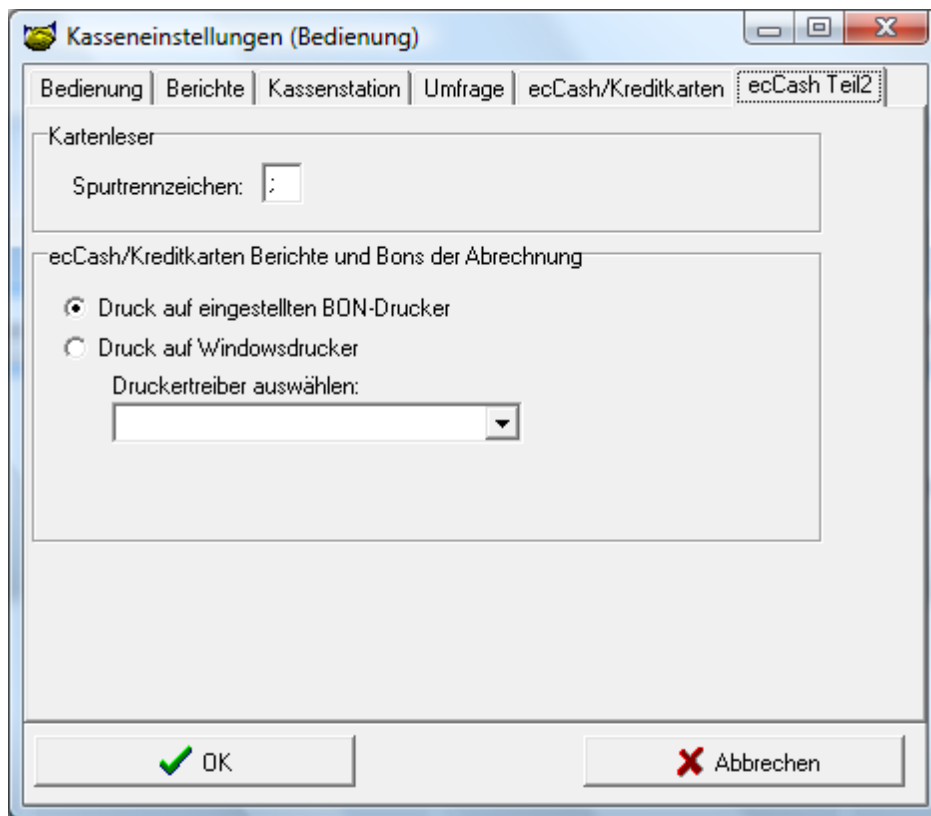 Kasseneinstellungen (Bedienung)
Bedienung Berichte Kassenstation Umfrage ecCash/Kreditkarten ecCash Teil2
Kartenleser
Spurtrennzeichen: ;
ecCash/Kreditkarten Berichte und Bons der Abrechnung
Druck auf eingestellten BON-Drucker
Druck auf Windowsdrucker
Druckertreiber auswählen:
OK Abbrechen